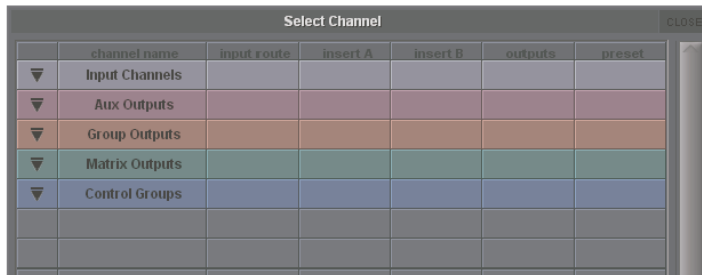 Select Channel
CLOSE
channel name input route insert A insert B outputs preset
Input Channels
Aux Outputs
Group Outputs
Matrix Outputs
Control Groups